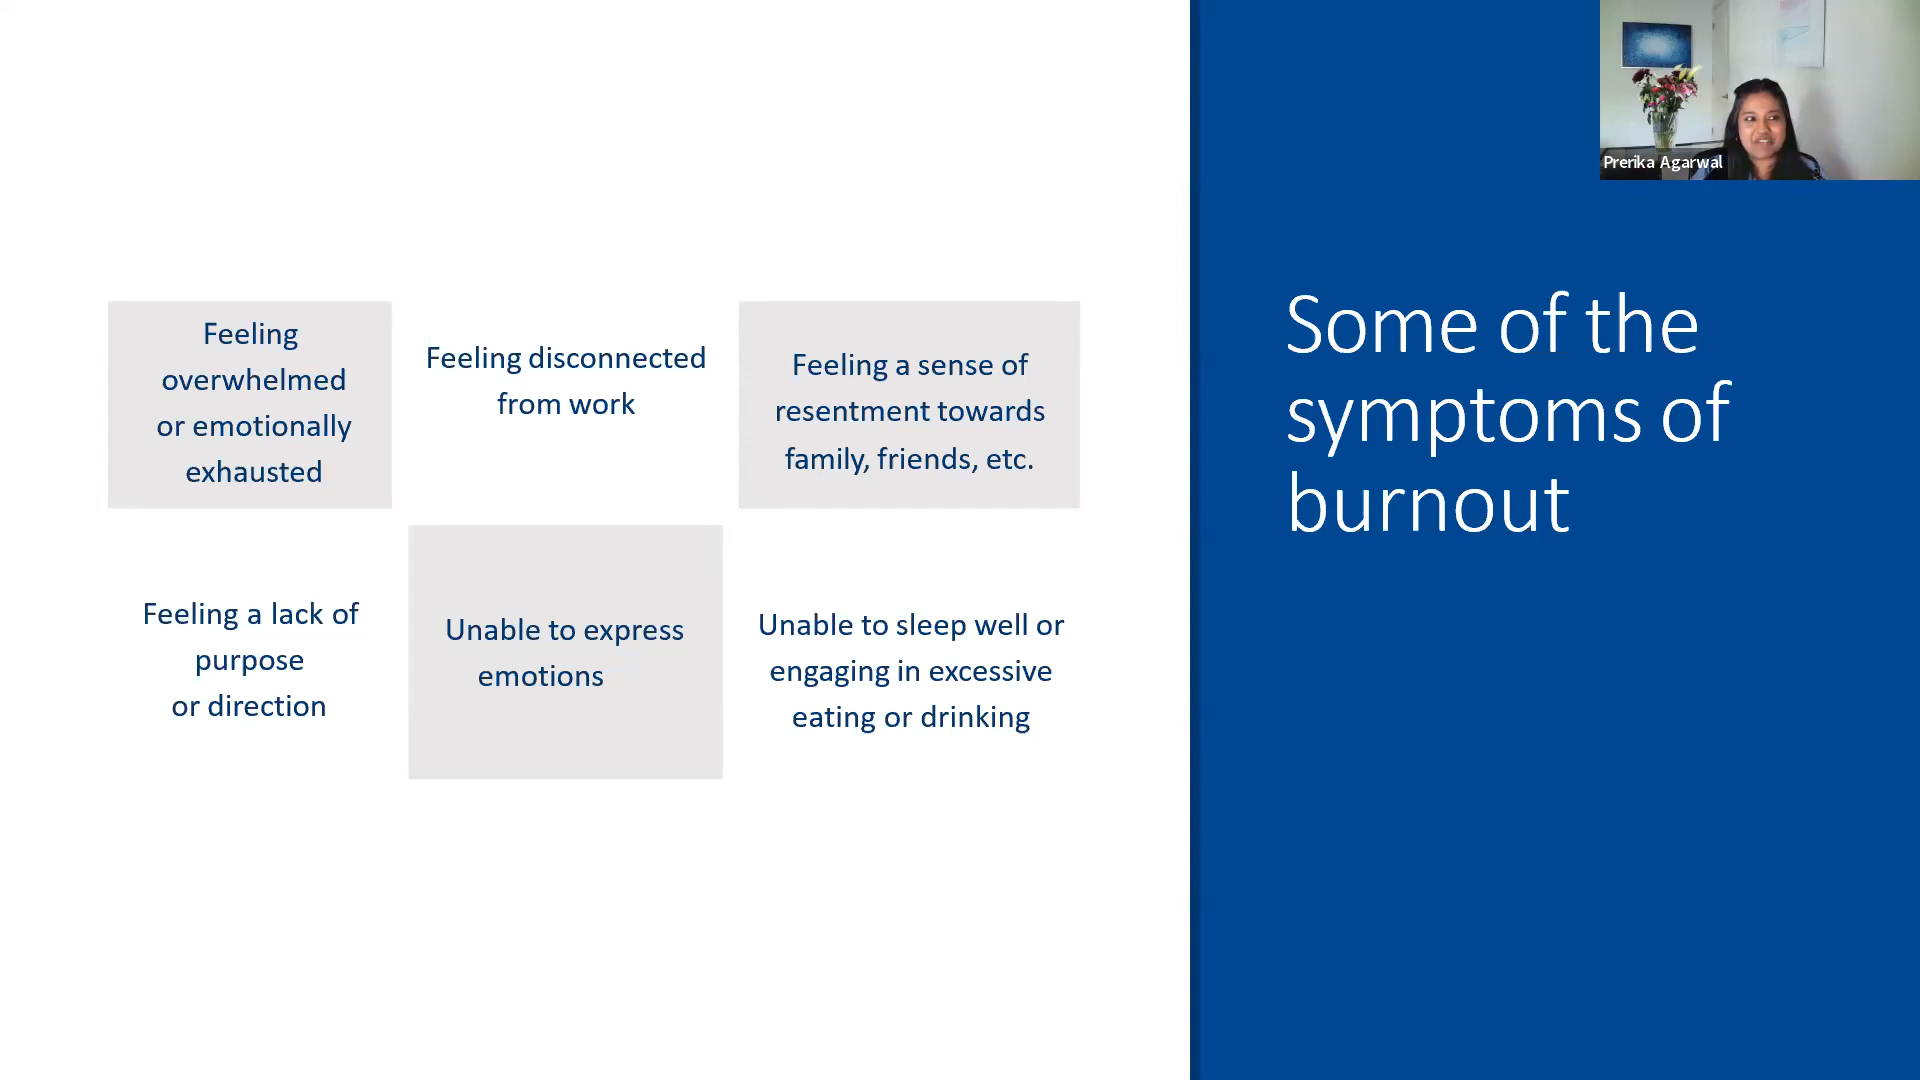 Feeling
overwhelmed
or emotionally
exhausted
Feeling disconnected
from work
Feeling a sense of
resentment towards
family, friends, etc.
Feeling a lack of
purpose
or direction
Unable to express
emotions
Unable to sleep well or
engaging in excessive
eating or drinking
Some of the
symptoms of
burnout
Prerika Agarwal